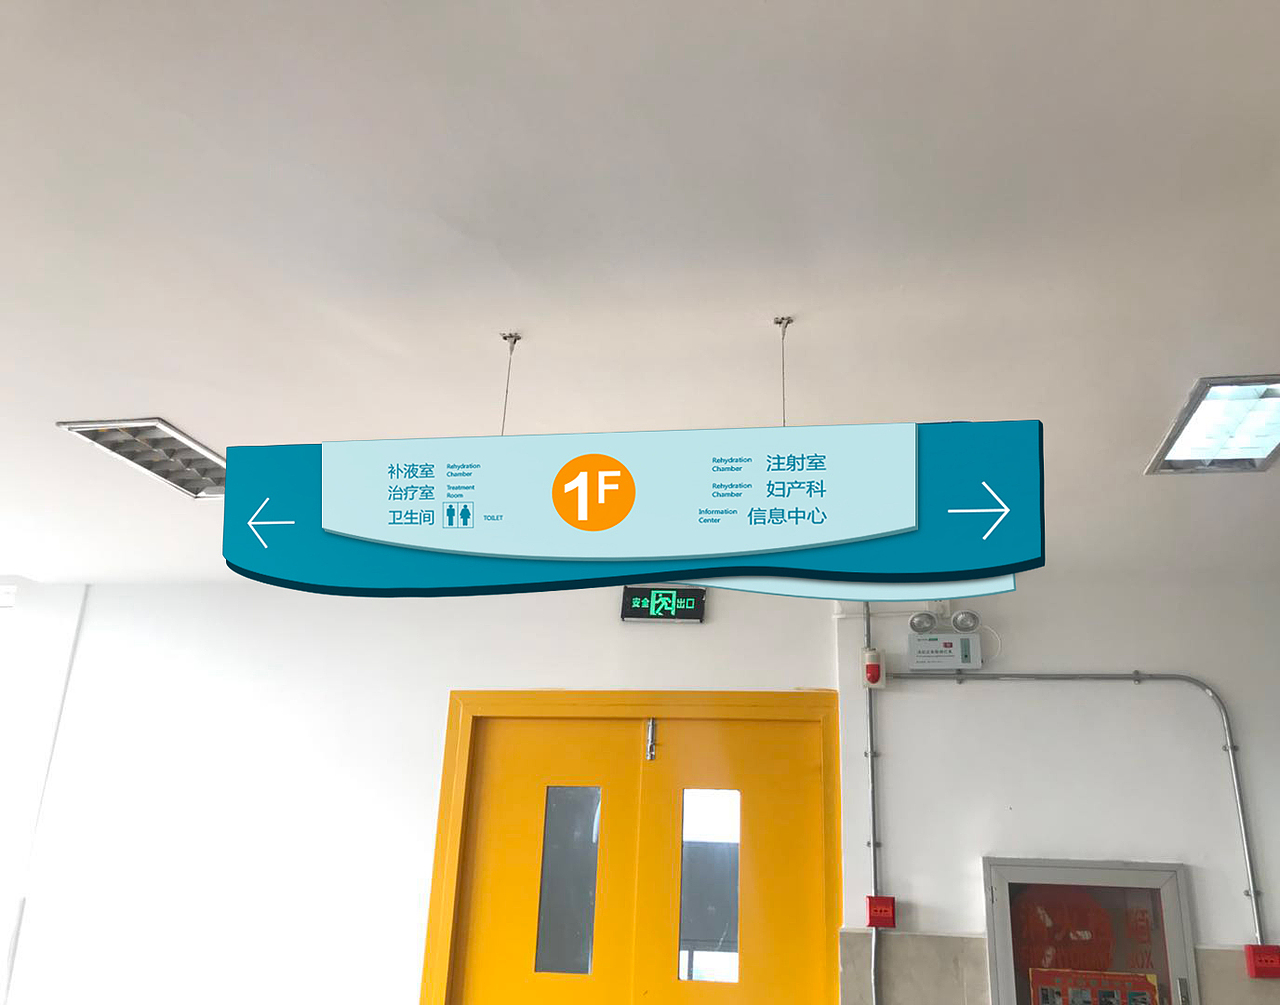 补液室 Rehydration Chamber
治疗室 Treatment Room
卫生间 TOILET
1F
Rehydration Chamber 注射室
Rehydration Chamber 妇产科
Information Center 信息中心
安全出口